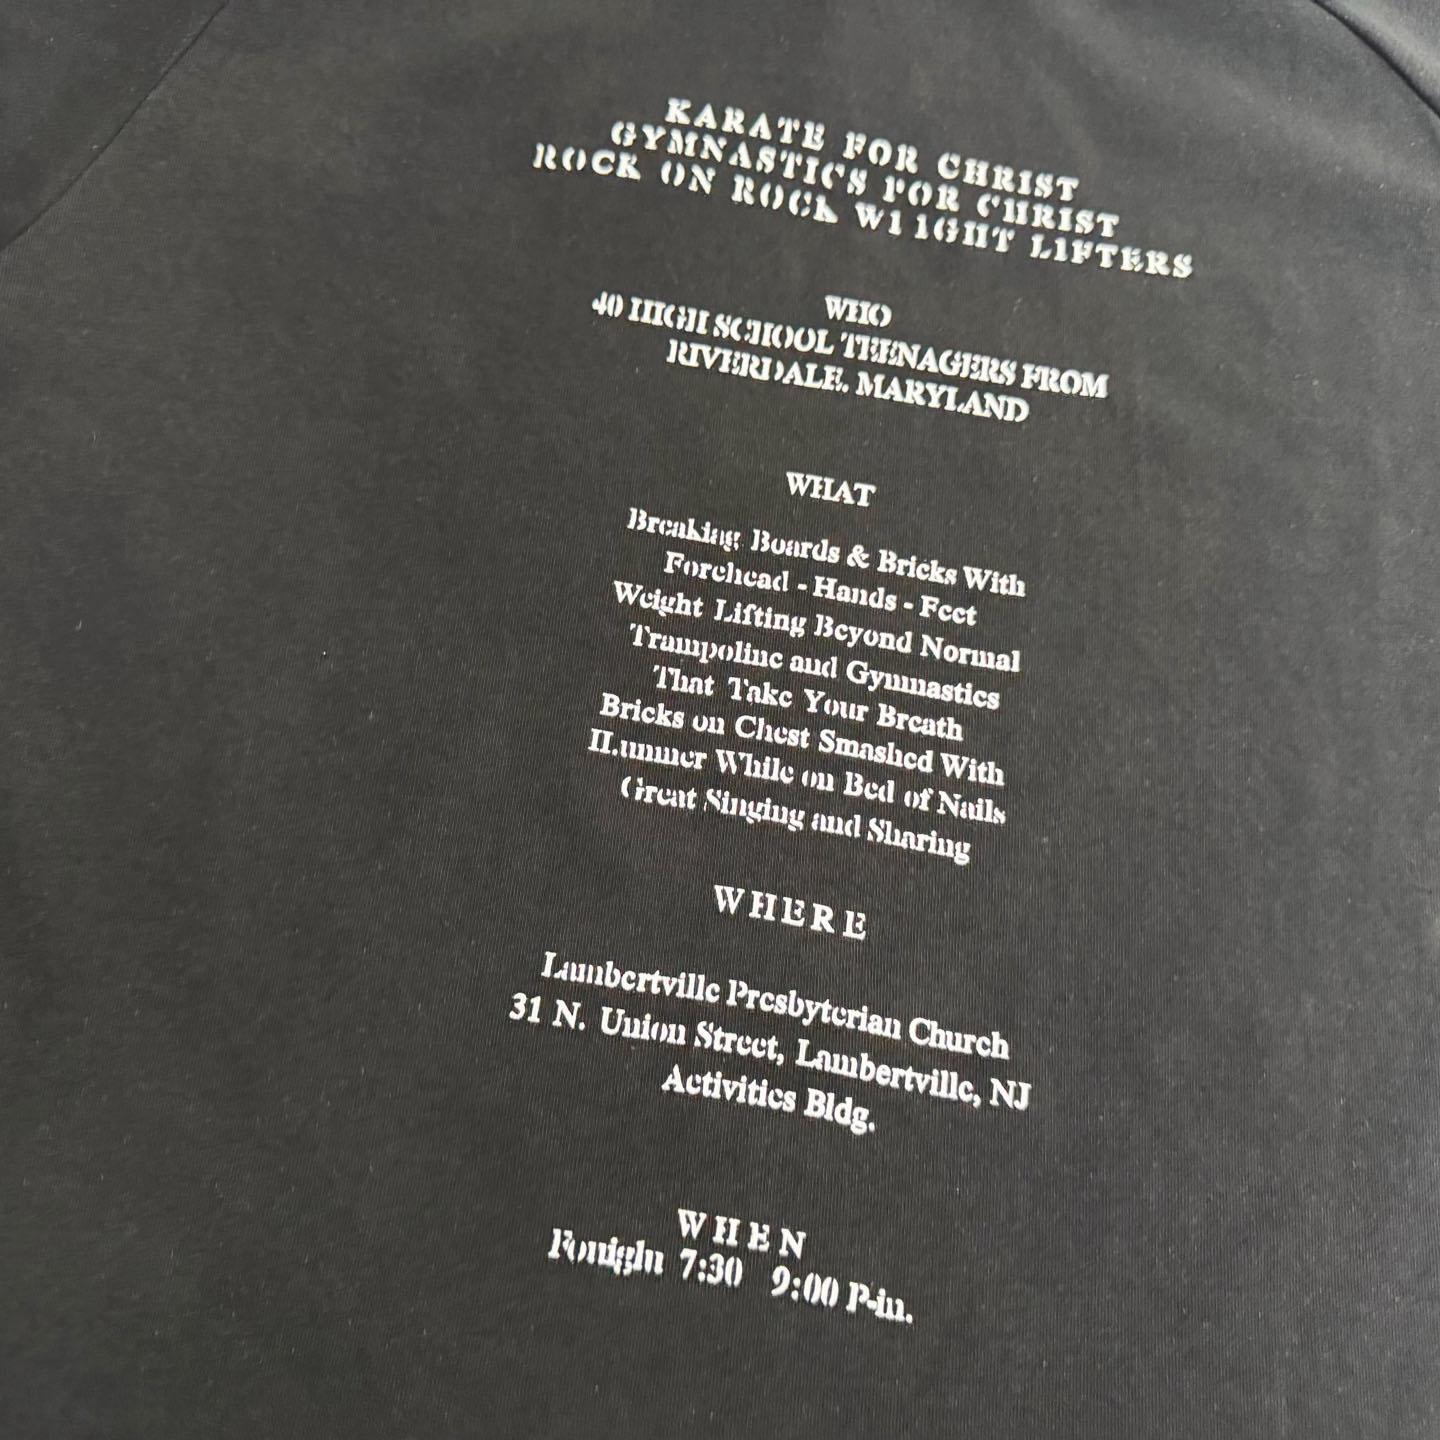 KARATE FOR CHRIST
GYMNASTICS FOR CHRIST
ROCK ON ROCK WEIGHT LIFTERS
WHO
40 HIGH SCHOOL TEENAGERS FROM
RIVERDALE, MARYLAND
WHAT
Breaking Boards & Bricks With
Forehead - Hands - Feet
Weight Lifting Beyond Normal
Trampoline and Gymnastics
That Take Your Breath
Bricks on Chest Smashed With
Hammer While on Bed of Nails
Great Singing and Sharing
WHERE
Lambertville Presbyterian Church
31 N. Union Street, Lambertville, NJ
Activities Bldg.
WHEN
Tonight 7:30 9:00 P.m.